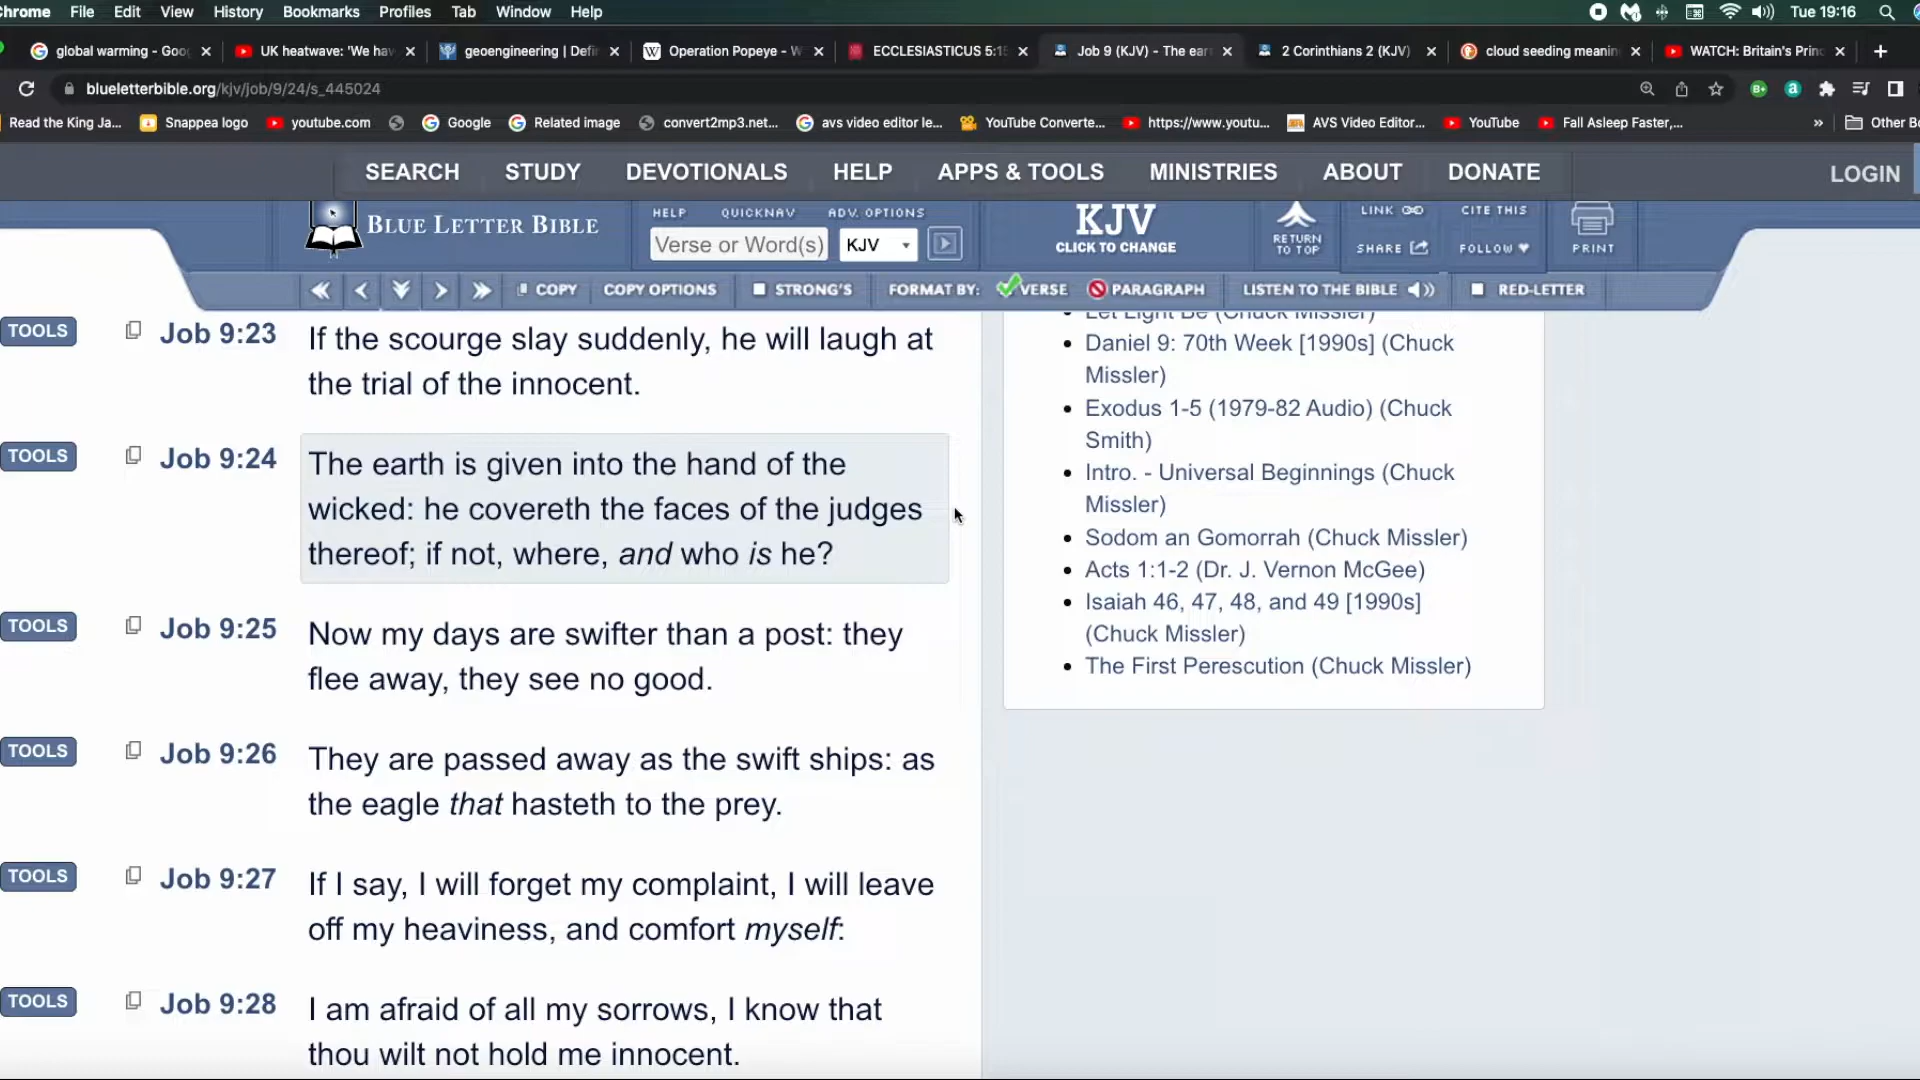 Chrome File Edit View History Bookmarks Profiles Tab Window Help Tue 19:16
global warming - Goo UK heatwave: 'We hav geoengineering | Defin Operation Popeye - W ECCLESIASTICUS 5:15 Job 9 (KJV) - The ear 2 Corinthians 2 (KJV) cloud seeding meanin WATCH: Britain's Prin
blueletterbible.org/kjv/job/9/24/s_445024
Read the King Ja... Snappea logo youtube.com Google Related image convert2mp3.net... avs video editor le... YouTube Converte... https://www.youtu... AVS Video Editor... YouTube Fall Asleep Faster,... » Other Bo
SEARCH STUDY DEVOTIONALS HELP APPS & TOOLS MINISTRIES ABOUT DONATE LOGIN
BLUE LETTER BIBLE
HELP QUICKNAV ADV. OPTIONS
Verse or Word(s) KJV
KJV
CLICK TO CHANGE
RETURN
TO TOP
LINK CITE THIS
SHARE FOLLOW
PRINT
COPY COPY OPTIONS STRONG'S FORMAT BY: VERSE PARAGRAPH LISTEN TO THE BIBLE RED-LETTER
TOOLS Job 9:23 If the scourge slay suddenly, he will laugh at
the trial of the innocent.
TOOLS Job 9:24 The earth is given into the hand of the
wicked: he covereth the faces of the judges
thereof; if not, where, and who is he?
TOOLS Job 9:25 Now my days are swifter than a post: they
flee away, they see no good.
TOOLS Job 9:26 They are passed away as the swift ships: as
the eagle that hasteth to the prey.
TOOLS Job 9:27 If I say, I will forget my complaint, I will leave
off my heaviness, and comfort myself:
TOOLS Job 9:28 I am afraid of all my sorrows, I know that
thou wilt not hold me innocent.
Let Light Be (Chuck Missler)
Daniel 9: 70th Week [1990s] (Chuck
Missler)
Exodus 1-5 (1979-82 Audio) (Chuck
Smith)
Intro. - Universal Beginnings (Chuck
Missler)
Sodom an Gomorrah (Chuck Missler)
Acts 1:1-2 (Dr. J. Vernon McGee)
Isaiah 46, 47, 48, and 49 [1990s]
(Chuck Missler)
The First Perescution (Chuck Missler)